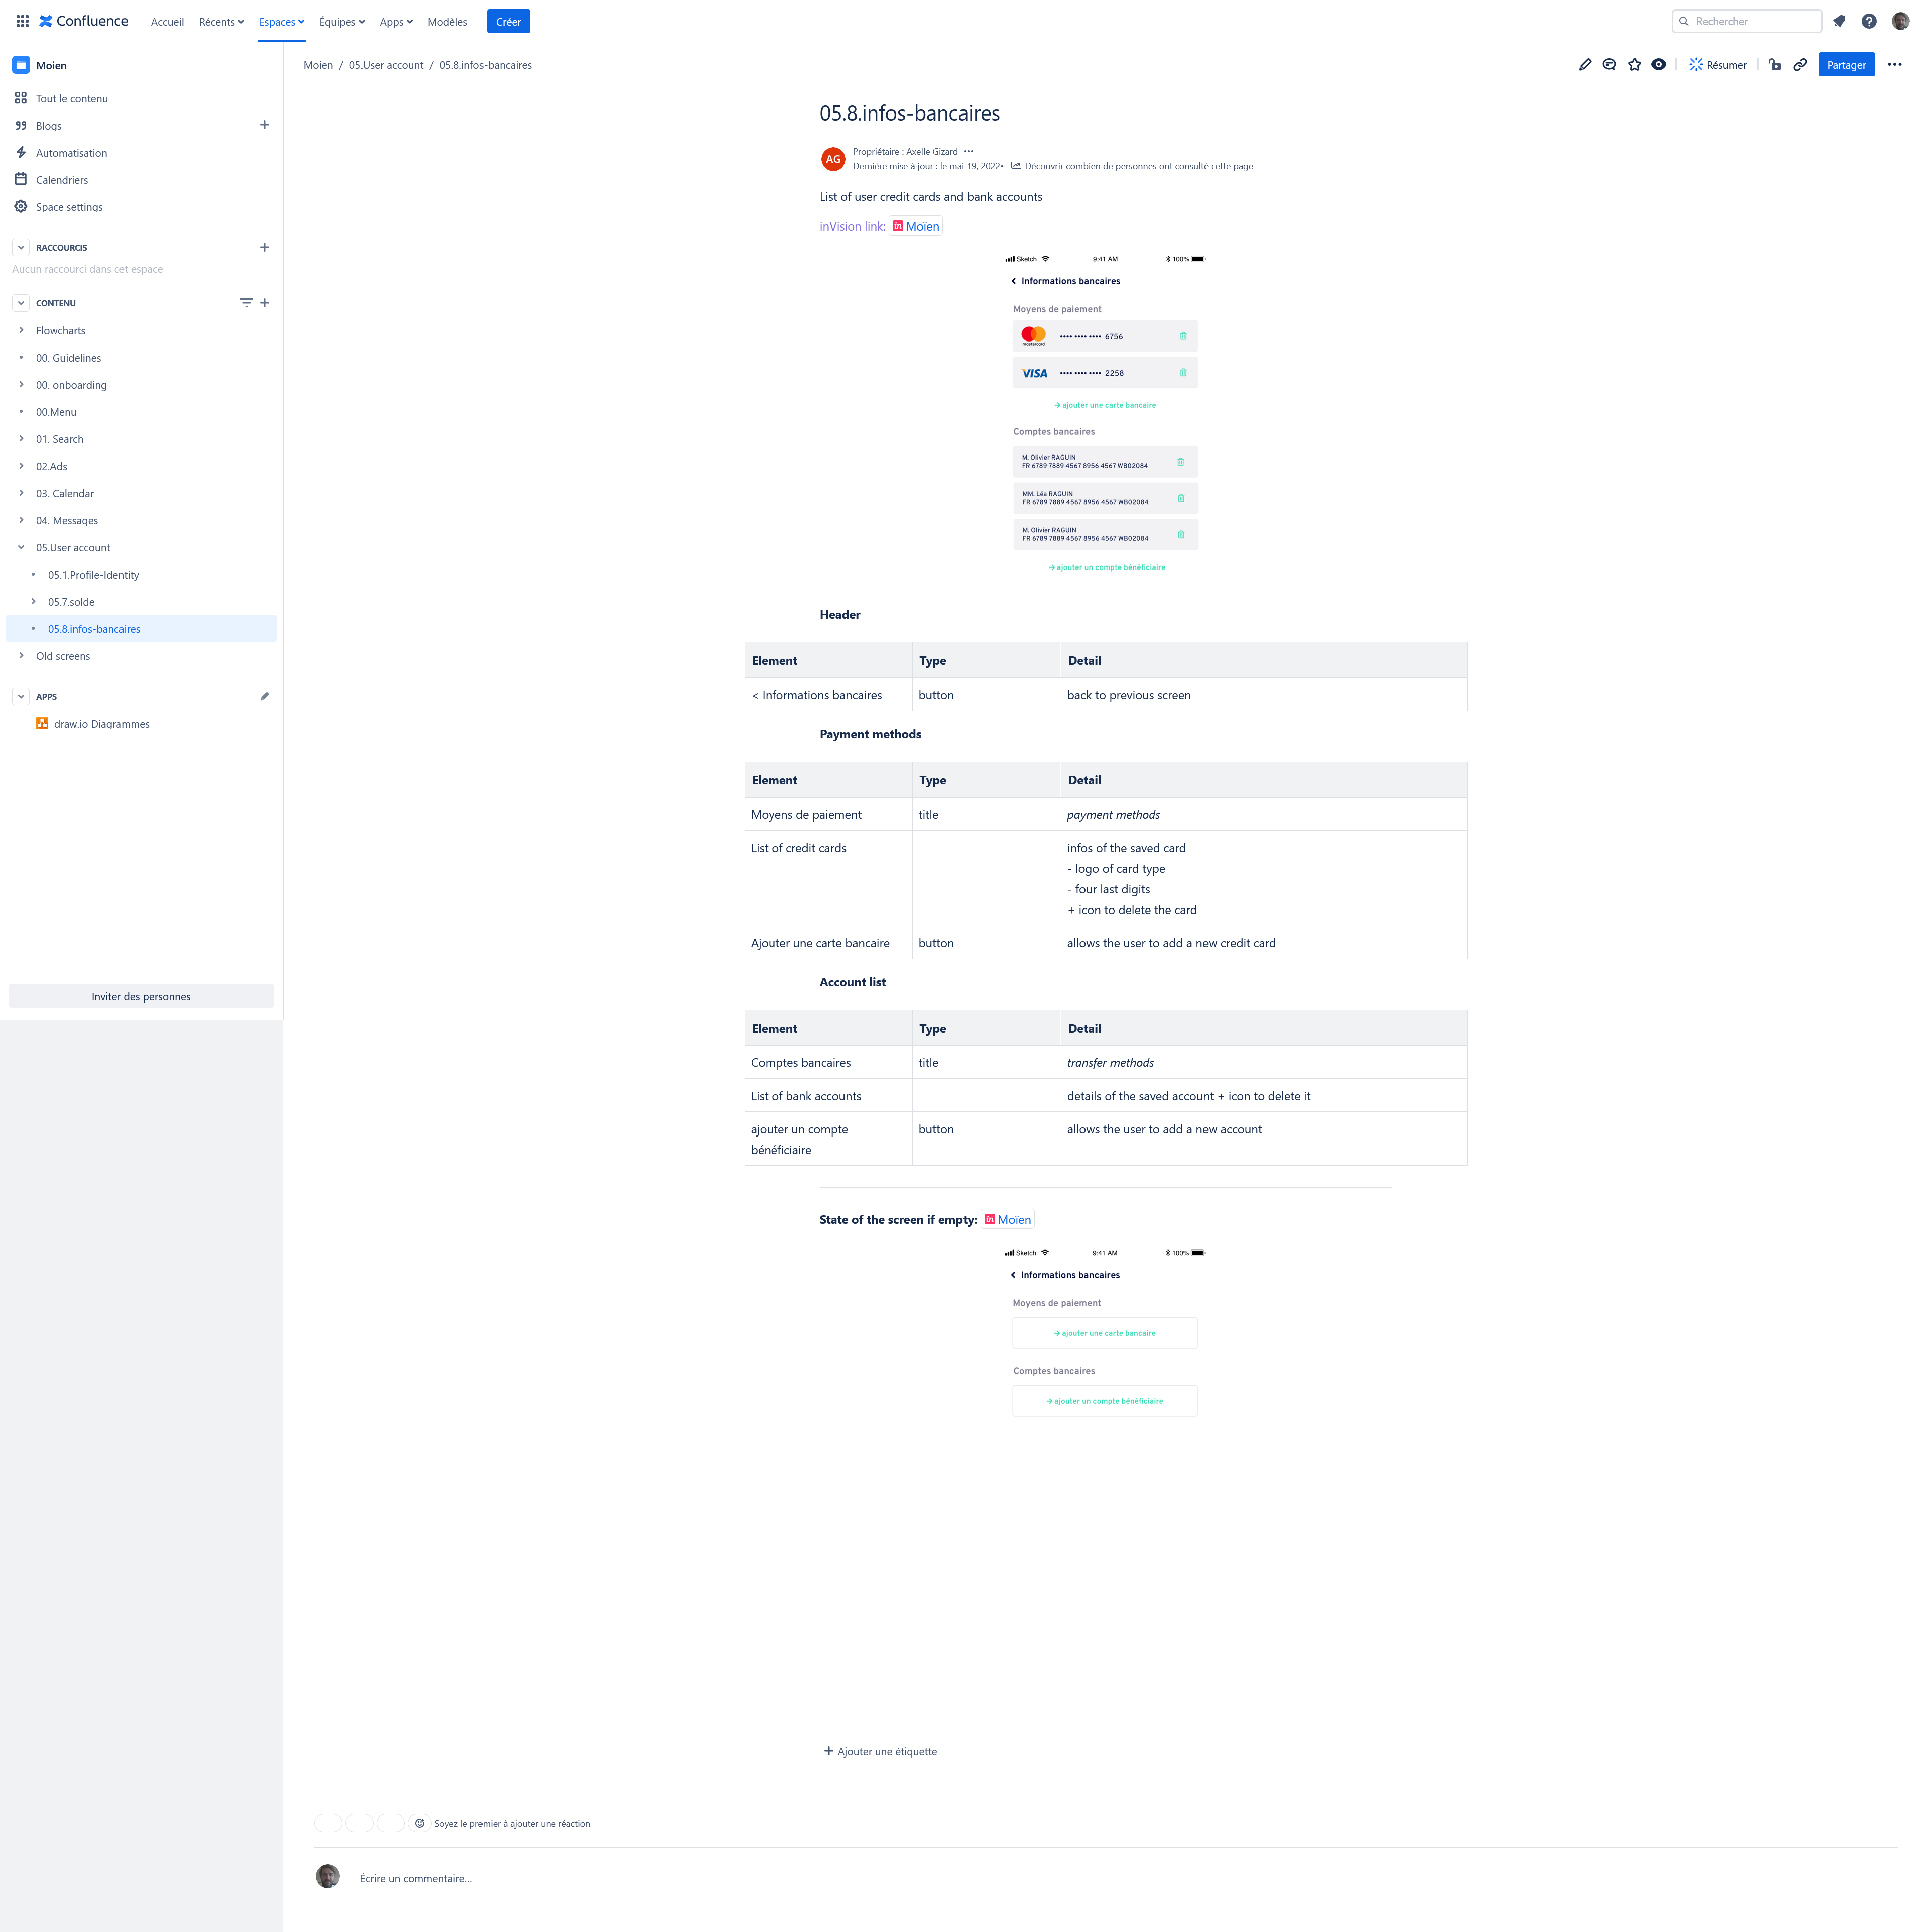 Confluence
Accueil
Récents
Espaces
Équipes
Apps
Modèles
Créer
Rechercher
Moien
Tout le contenu
Blogs
Automatisation
Calendriers
Space settings
RACCOURCIS
Aucun raccourci dans cet espace
CONTENU
Flowcharts
00. Guidelines
00. onboarding
00.Menu
01. Search
02.Ads
03. Calendar
04. Messages
05.User account
05.1.Profile-Identity
05.7.solde
05.8.infos-bancaires
Old screens
APPS
draw.io Diagrammes
Inviter des personnes
Moien / 05.User account / 05.8.infos-bancaires
Résumer
Partager
05.8.infos-bancaires
AG
Propriétaire : Axelle Gizard
Dernière mise à jour : le mai 19, 2022• Découvrir combien de personnes ont consulté cette page
List of user credit cards and bank accounts
inVision link: in Moïen
Sketch 9:41 AM 100%
Informations bancaires
Moyens de paiement
mastercard •••• •••• •••• 6756
VISA •••• •••• •••• 2258
→ ajouter une carte bancaire
Comptes bancaires
M. Olivier RAGUIN
FR 6789 7889 4567 8956 4567 WB02084
MM. Léa RAGUIN
FR 6789 7889 4567 8956 4567 WB02084
M. Olivier RAGUIN
FR 6789 7889 4567 8956 4567 WB02084
→ ajouter un compte bénéficiaire
Header
Element Type Detail
< Informations bancaires button back to previous screen
Payment methods
Element Type Detail
Moyens de paiement title payment methods
List of credit cards infos of the saved card
- logo of card type
- four last digits
+ icon to delete the card
Ajouter une carte bancaire button allows the user to add a new credit card
Account list
Element Type Detail
Comptes bancaires title transfer methods
List of bank accounts details of the saved account + icon to delete it
ajouter un compte button allows the user to add a new account
bénéficiaire
State of the screen if empty: in Moïen
Sketch 9:41 AM 100%
Informations bancaires
Moyens de paiement
→ ajouter une carte bancaire
Comptes bancaires
→ ajouter un compte bénéficiaire
Ajouter une étiquette
Soyez le premier à ajouter une réaction
Écrire un commentaire…